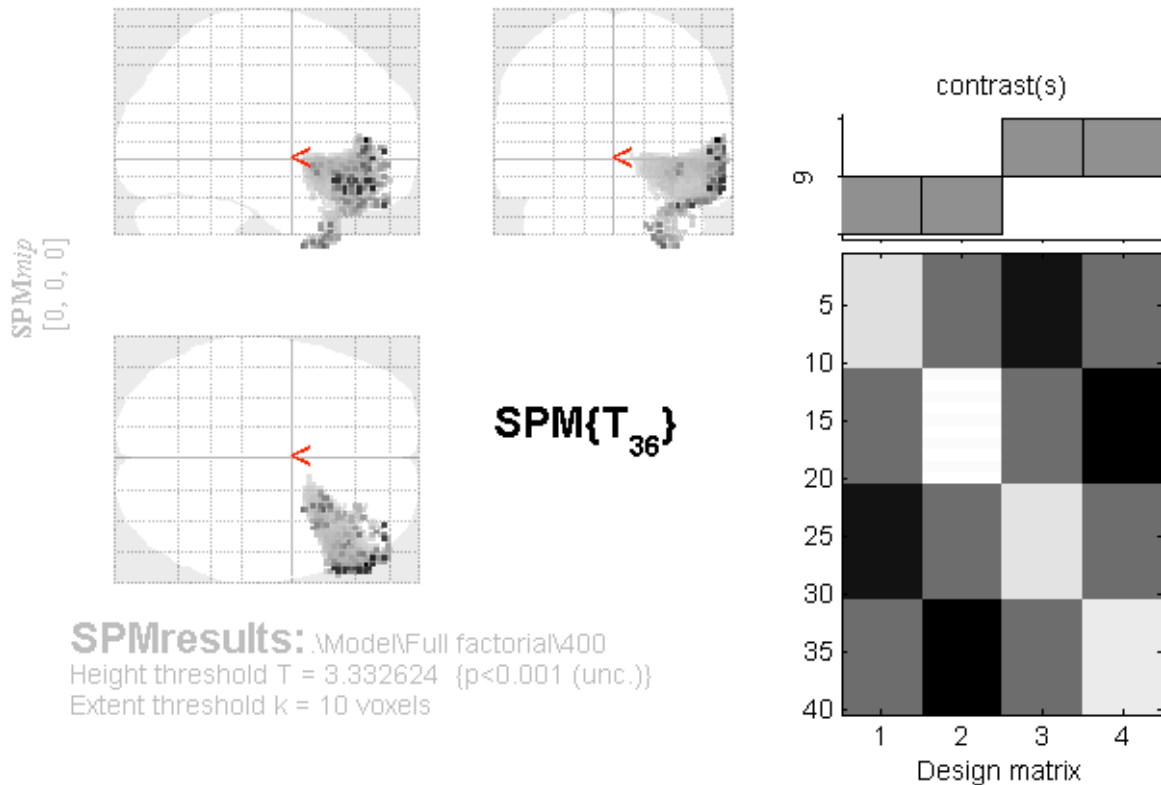 SPMmip
[0, 0, 0]
<
<
<
SPM{T36}
SPMresults: .\Model\Full factorial\400
Height threshold T = 3.332624 {p<0.001 (unc.)}
Extent threshold k = 10 voxels
contrast(s)
9
5
10
15
20
25
30
35
40
1 2 3 4
Design matrix